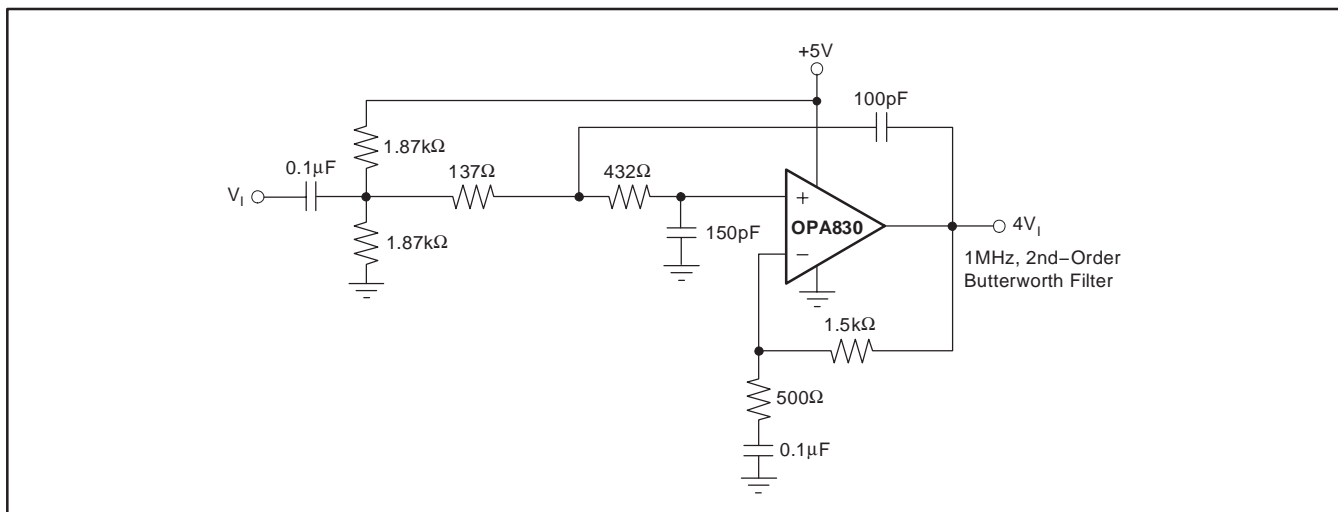 +5V
100pF
1.87kΩ
0.1μF
137Ω
432Ω
V_I
+
OPA830
150pF
4V_I
1.87kΩ
−
1MHz, 2nd−Order
Butterworth Filter
1.5kΩ
500Ω
0.1μF